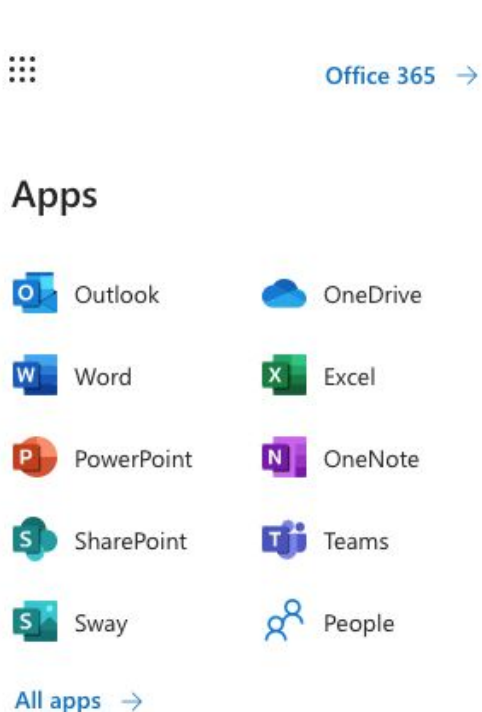 Office 365 →
Apps
Outlook
OneDrive
Word
Excel
PowerPoint
OneNote
SharePoint
Teams
Sway
People
All apps →